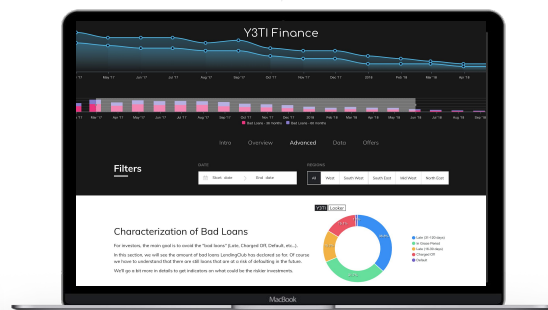 Y3TI Finance
'17 May '17 Jun '17 Jul '17 Aug '17 Sep '17 Oct '17 Nov '17 Dec '17 2018 Feb '18 Mar '18 Apr '18
Bad Loans - All months Bad Loans - All months
Intro Overview Advanced Data Offers
Filters
DATE
Start date End date
REGIONS
All West South West South East Mid West North East
Y3TI Looker
Characterization of Bad Loans
For investors, the main goal is to avoid the "bad loans" (Late, Charged Off, Default, etc...).
In this section, we will see the amount of bad loans LendingClub has declared so far. Of course
we have to understand that there are still loans that are at a risk of defaulting in the future.
We'll go a bit more in details to get indicators on what could be the riskier investments.
Late (31-120 days)
In Grace Period
Late (16-30 days)
Charged Off
Default
MacBook